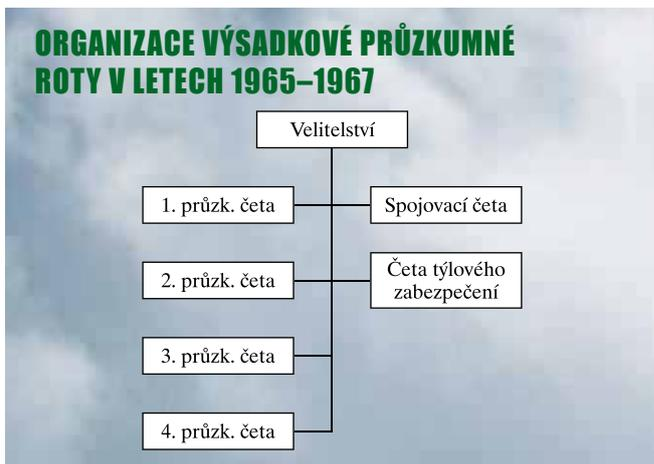 ORGANIZACE VÝSADKOVÉ PRŮZKUMNÉ
ROTY V LETECH 1965–1967
Velitelství
1. průzk. četa
Spojovací četa
2. průzk. četa
Četa týlového
zabezpečení
3. průzk. četa
4. průzk. četa